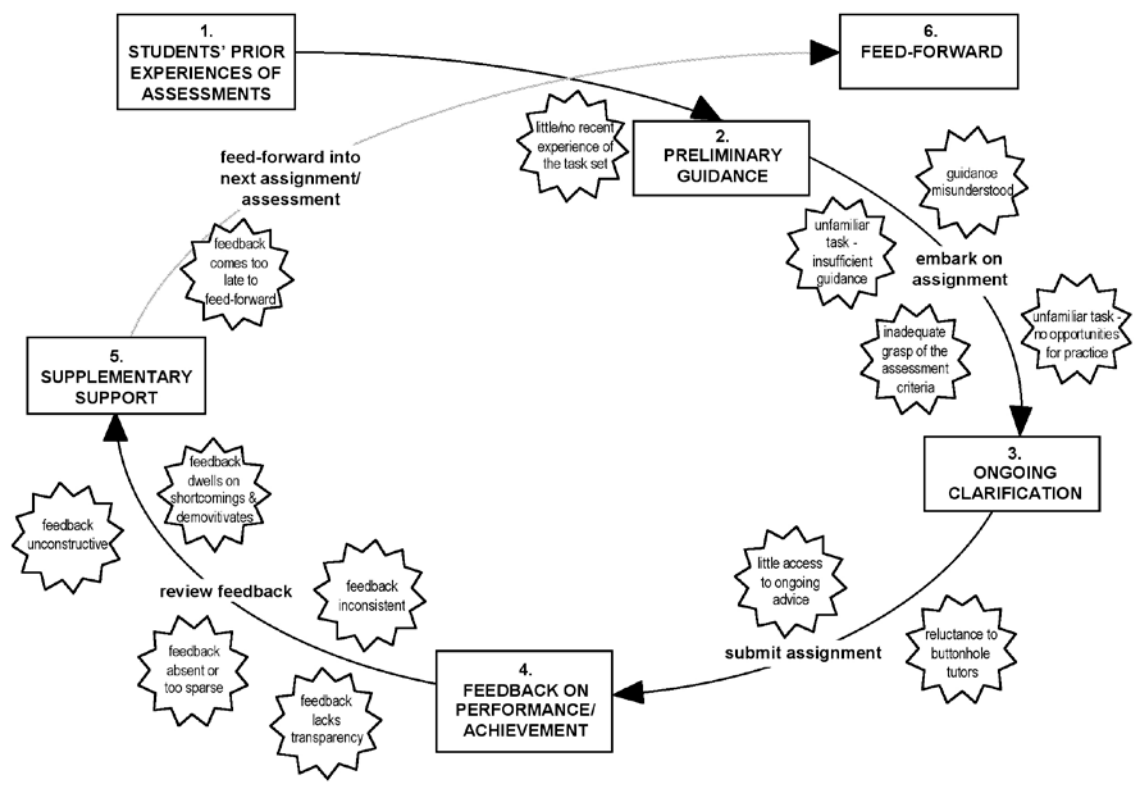 1.
STUDENTS' PRIOR
EXPERIENCES OF
ASSESSMENTS
6.
FEED-FORWARD
little/no recent
experience of
the task set
2.
PRELIMINARY
GUIDANCE
feed-forward into
next assignment/
assessment
guidance
misunderstood
unfamiliar
task -
insufficient
guidance
embark on
assignment
feedback
comes too
late to
feed-forward
unfamiliar task -
no opportunities
for practice
inadequate
grasp of the
assessment
criteria
5.
SUPPLEMENTARY
SUPPORT
3.
ONGOING
CLARIFICATION
feedback
dwells on
shortcomings &
demovitivates
feedback
unconstructive
review feedback
feedback
inconsistent
little access
to ongoing
advice
submit assignment
reluctance to
buttonhole
tutors
feedback
absent or
too sparse
feedback
lacks
transparency
4.
FEEDBACK ON
PERFORMANCE/
ACHIEVEMENT